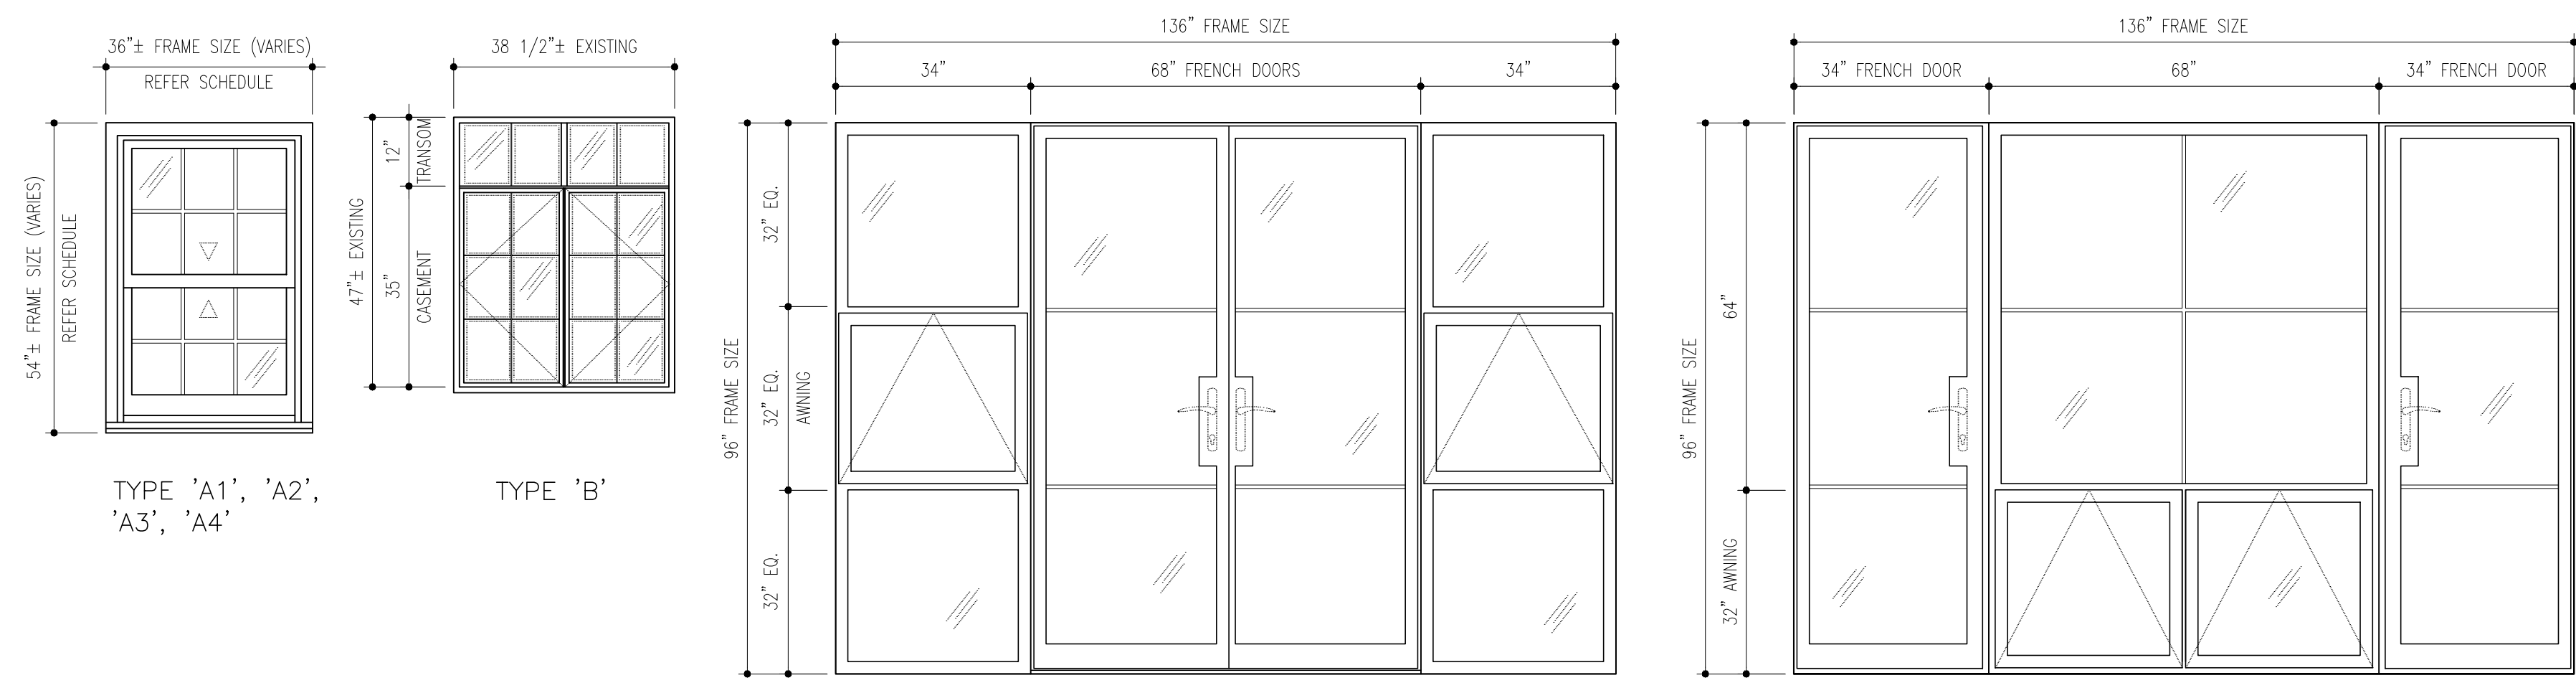 36”± FRAME SIZE (VARIES)
REFER SCHEDULE
54”± FRAME SIZE (VARIES)
REFER SCHEDULE
TYPE 'A1', 'A2',
'A3', 'A4'
38 1/2”± EXISTING
47”± EXISTING
12”
TRANSOM
35”
CASEMENT
TYPE 'B'
136” FRAME SIZE
34”
68” FRENCH DOORS
34”
96” FRAME SIZE
32” EQ.
32” EQ.
AWNING
32” EQ.
136” FRAME SIZE
34” FRENCH DOOR
68”
34” FRENCH DOOR
96” FRAME SIZE
64”
32” AWNING